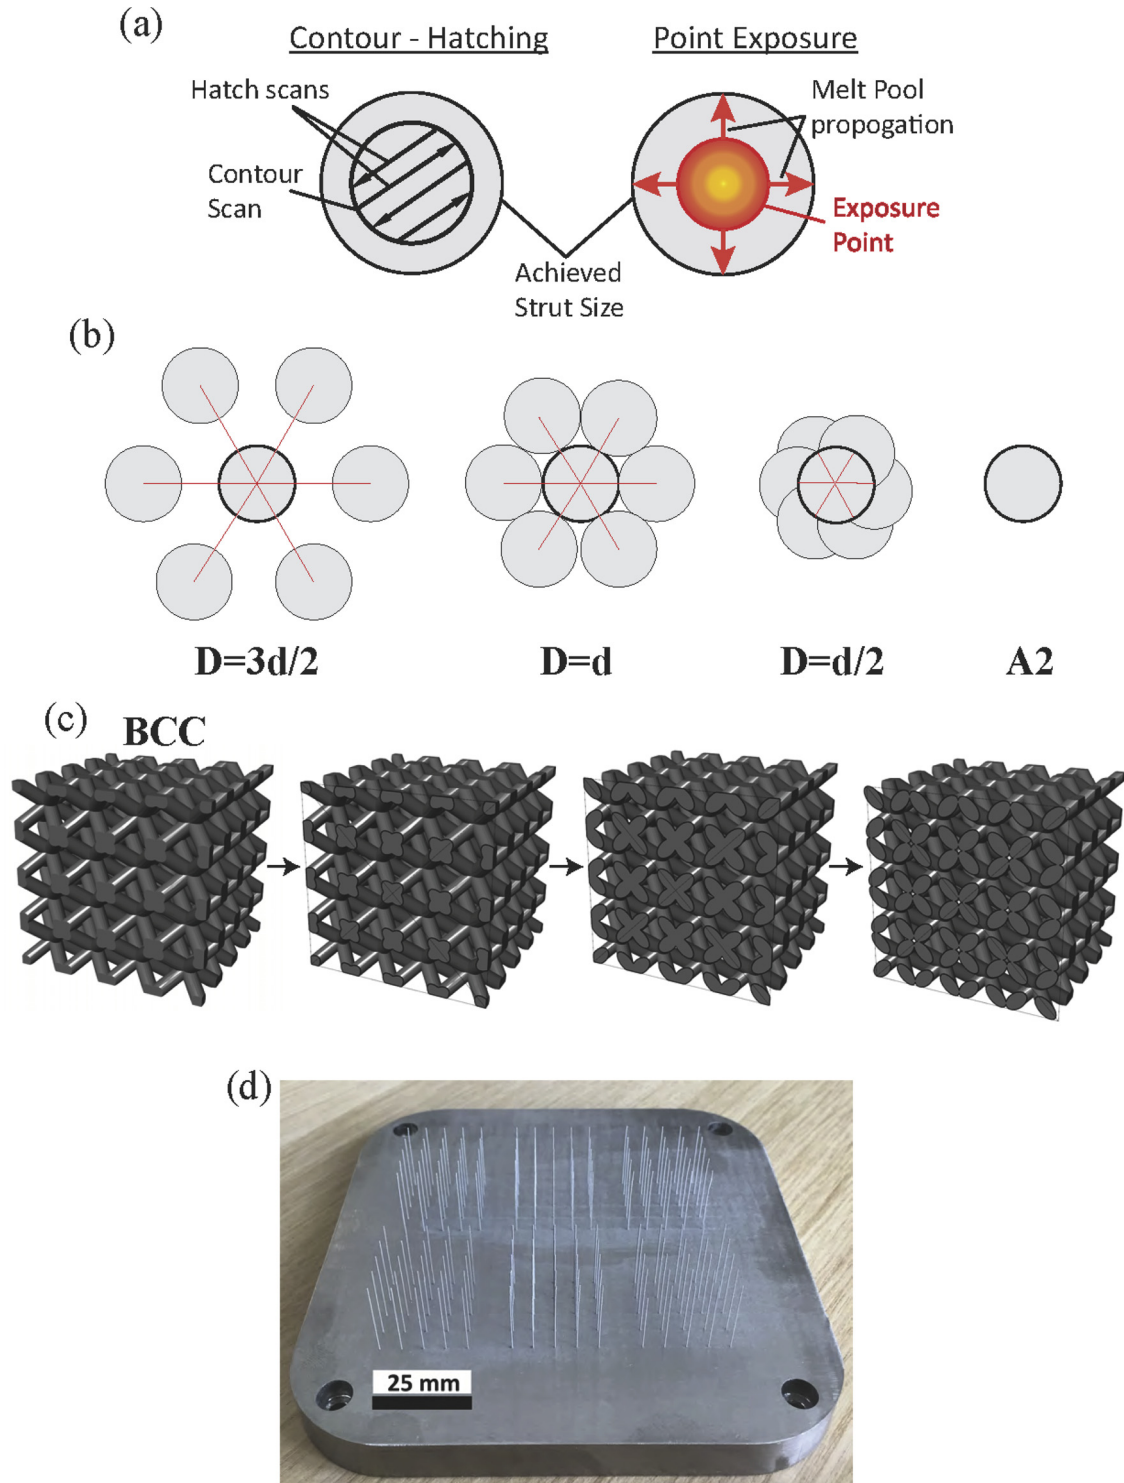 (a)
Contour - Hatching
Point Exposure
Hatch scans
Contour
Scan
Achieved
Strut Size
Melt Pool
propogation
Exposure
Point
(b)
D=3d/2
D=d
D=d/2
A2
(c)
BCC
(d)
25 mm